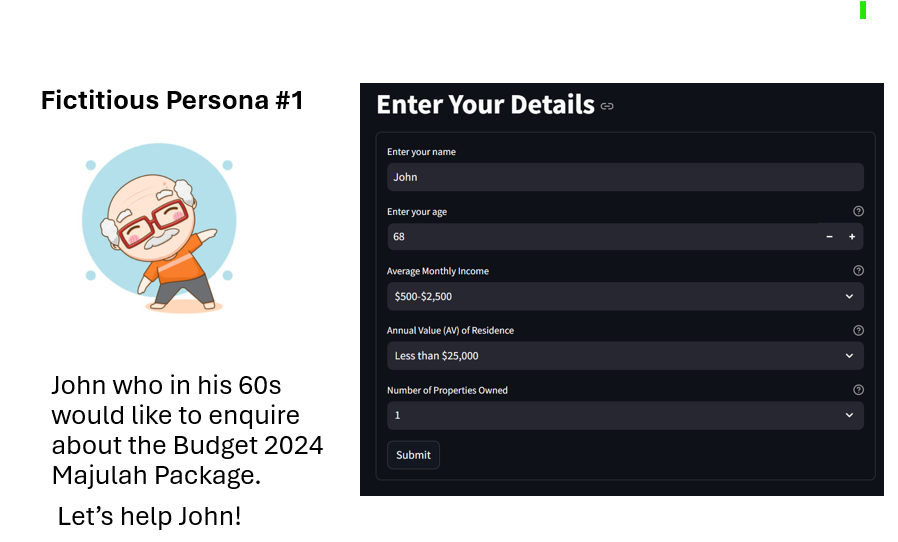 Fictitious Persona #1
John who in his 60s
would like to enquire
about the Budget 2024
Majulah Package.
Let’s help John!
Enter Your Details
Enter your name
John
Enter your age
68
Average Monthly Income
$500-$2,500
Annual Value (AV) of Residence
Less than $25,000
Number of Properties Owned
1
Submit